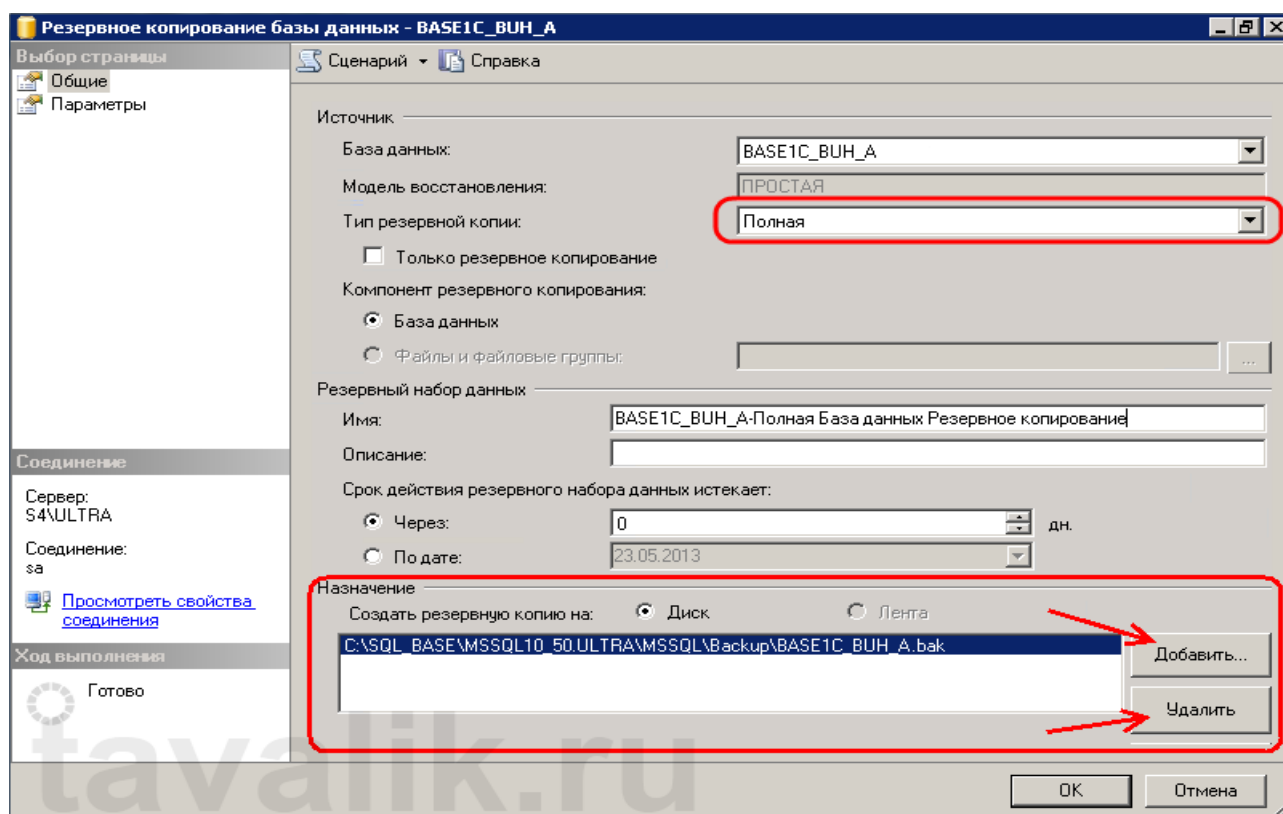 Резервное копирование базы данных - BASE1C_BUH_A
Выбор страницы
Общие
Параметры
Сценарий
Справка
Источник
База данных:
BASE1C_BUH_A
Модель восстановления:
ПРОСТАЯ
Тип резервной копии:
Полная
Только резервное копирование
Компонент резервного копирования:
База данных
Файлы и файловые группы:
...
Резервный набор данных
Имя:
BASE1C_BUH_A-Полная База данных Резервное копирование
Описание:
Срок действия резервного набора данных истекает:
Через:
0
дн.
По дате:
23.05.2013
Соединение
Сервер:
S4\ULTRA
Соединение:
sa
Просмотреть свойства
соединения
Ход выполнения
Готово
Назначение
Создать резервную копию на:
Диск
Лента
C:\SQL_BASE\MSSQL10_50.ULTRA\MSSQL\Backup\BASE1C_BUH_A.bak
Добавить...
Удалить
tavalik.ru
OK
Отмена